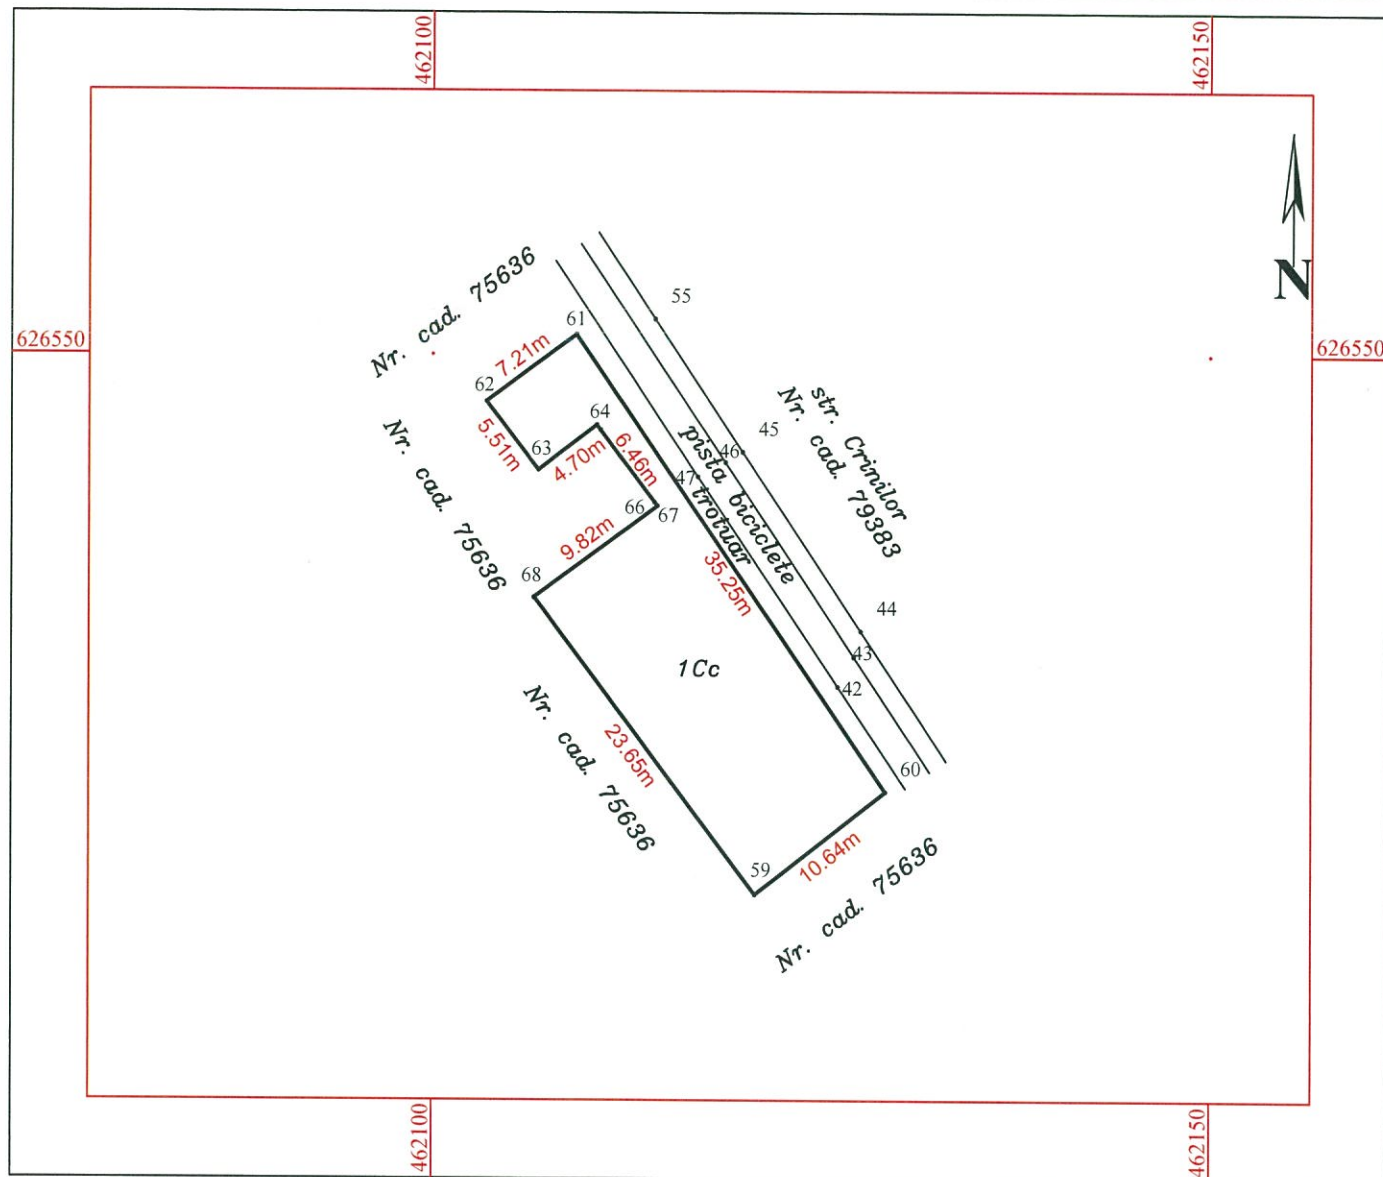 462100
462150
N
626550
626550
Nr. cad. 75636
55
61
7.21m
62
64
5.51m
63
4.70m
6.46m
45
46
47
str. Crinilor
Nr. cad. 79383
pista biciclete
trotuar
Nr. cad. 75636
66
67
9.82m
68
35.25m
44
43
42
1Cc
Nr. cad. 75636
23.65m
60
59
10.64m
Nr. cad. 75636
462100
462150